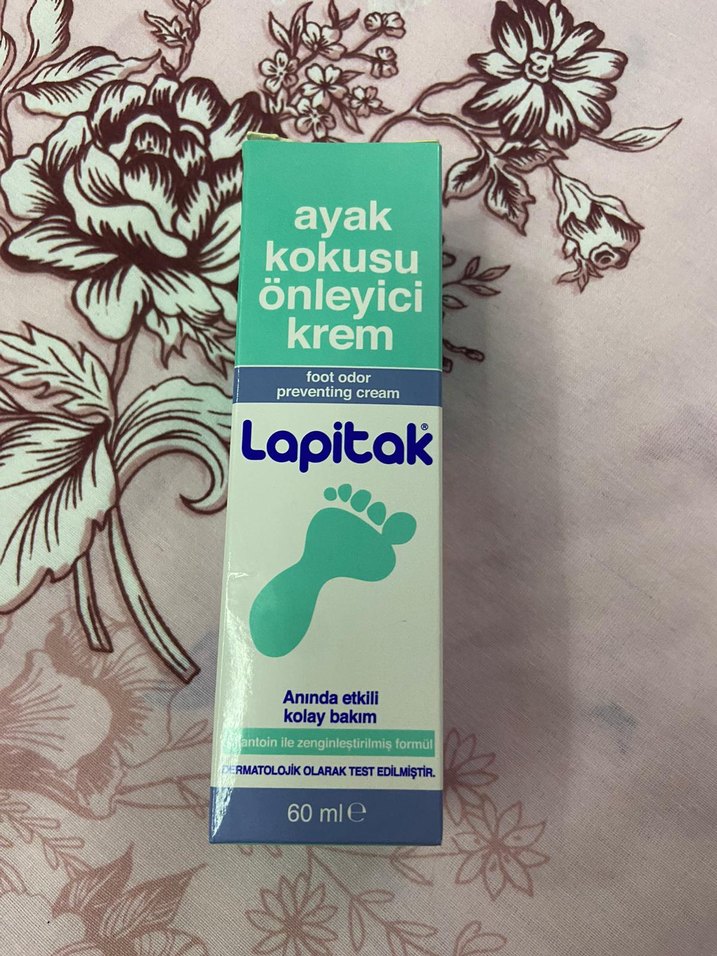 ayak
kokusu
önleyici
krem
foot odor
preventing cream
Lapitak®
Anında etkili
kolay bakım
ile zenginleştirilmiş formül
DERMATOLOJİK OLARAK TEST EDİLMİŞTİR.
60 ml ℮